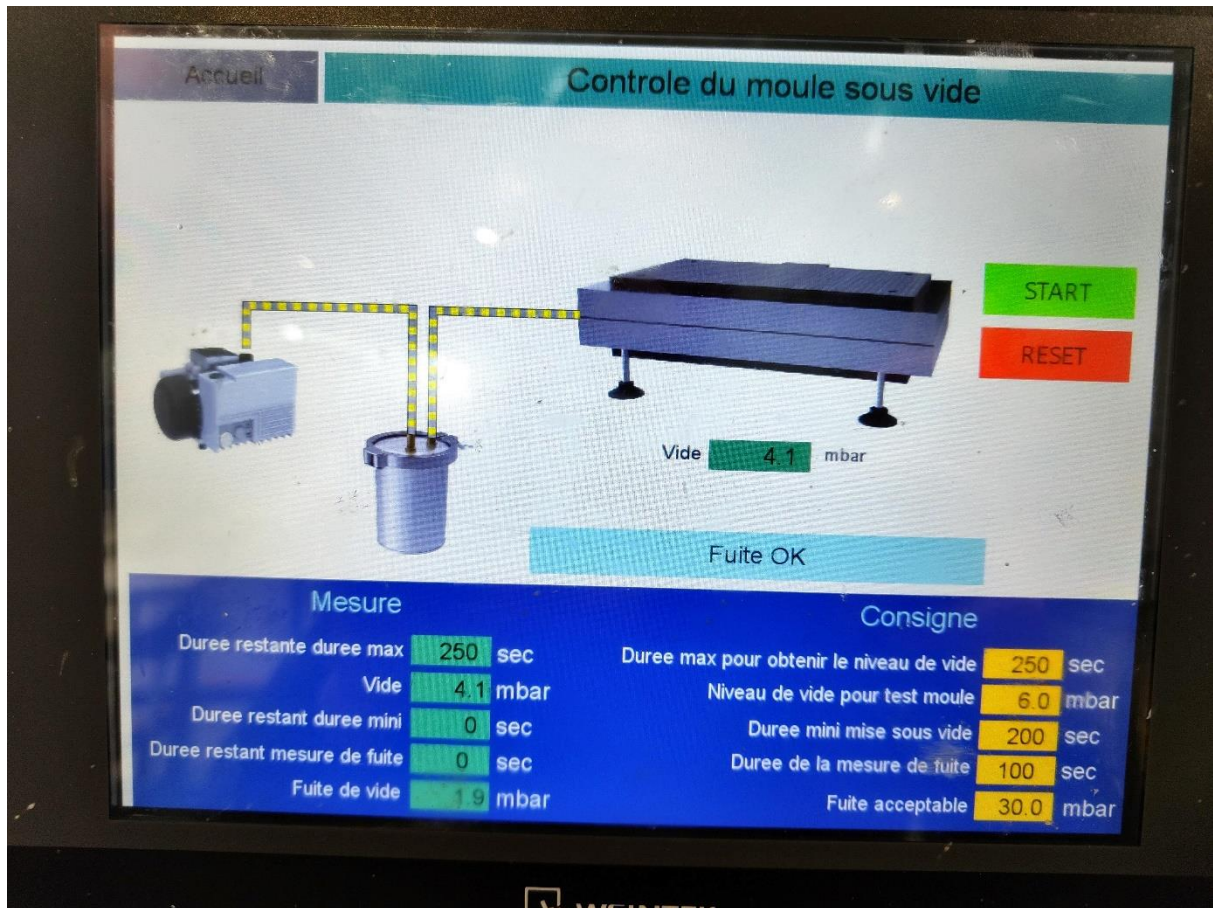 Accueil
Controle du moule sous vide
START
RESET
Vide 4.1 mbar
Fuite OK
Mesure
Duree restante duree max 250 sec
Vide 4.1 mbar
Duree restant duree mini 0 sec
Duree restant mesure de fuite 0 sec
Fuite de vide 1.9 mbar
Consigne
Duree max pour obtenir le niveau de vide 250 sec
Niveau de vide pour test moule 6.0 mbar
Duree mini mise sous vide 200 sec
Duree de la mesure de fuite 100 sec
Fuite acceptable 30.0 mbar
WEINTEK